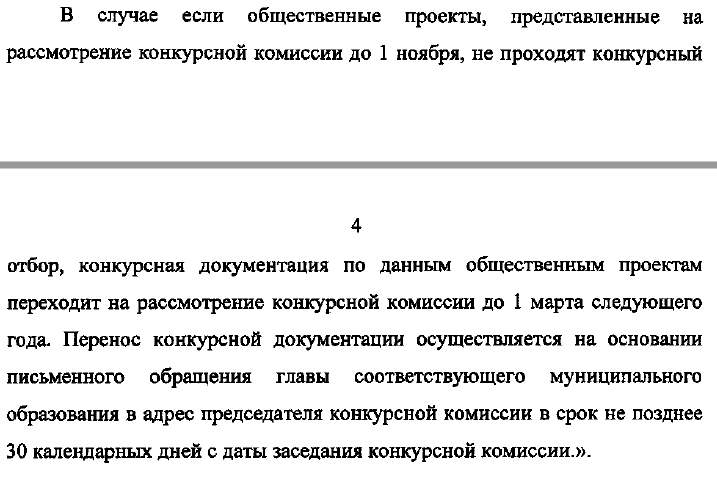 В случае если общественные проекты, представленные на
рассмотрение конкурсной комиссии до 1 ноября, не проходят конкурсный
4
отбор, конкурсная документация по данным общественным проектам
переходит на рассмотрение конкурсной комиссии до 1 марта следующего
года. Перенос конкурсной документации осуществляется на основании
письменного обращения главы соответствующего муниципального
образования в адрес председателя конкурсной комиссии в срок не позднее
30 календарных дней с даты заседания конкурсной комиссии.».